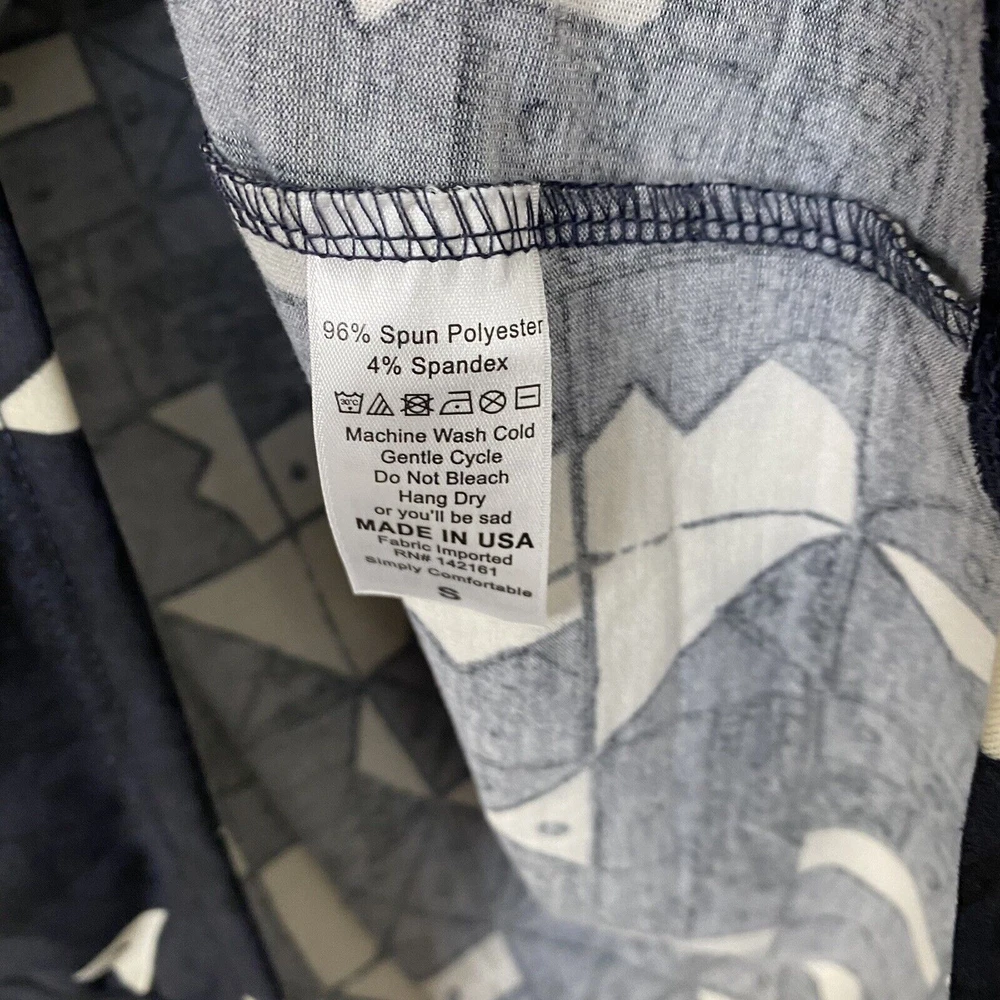 96% Spun Polyester
4% Spandex
30°C
Machine Wash Cold
Gentle Cycle
Do Not Bleach
Hang Dry
or you'll be sad
MADE IN USA
Fabric Imported
RN# 142161
Simply Comfortable
S